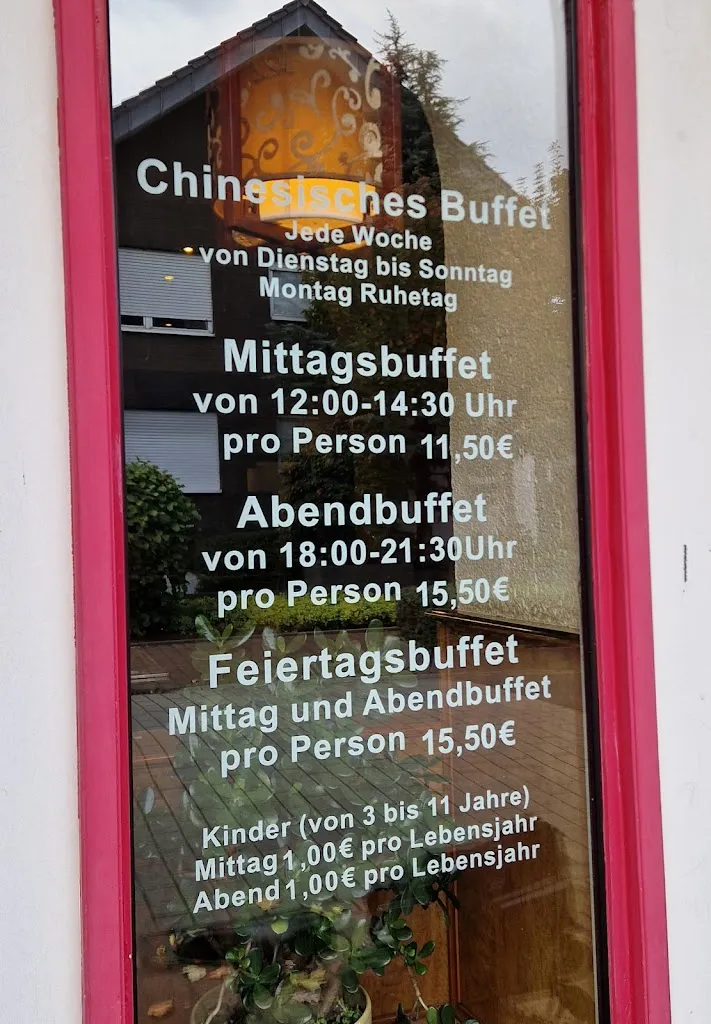 Chinesisches Buffet
Jede Woche
von Dienstag bis Sonntag
Montag Ruhetag
Mittagsbuffet
von 12:00-14:30 Uhr
pro Person 11,50€
Abendbuffet
von 18:00-21:30Uhr
pro Person 15,50€
Feiertagsbuffet
Mittag und Abendbuffet
pro Person 15,50€
Kinder (von 3 bis 11 Jahre)
Mittag 1,00€ pro Lebensjahr
Abend 1,00€ pro Lebensjahr